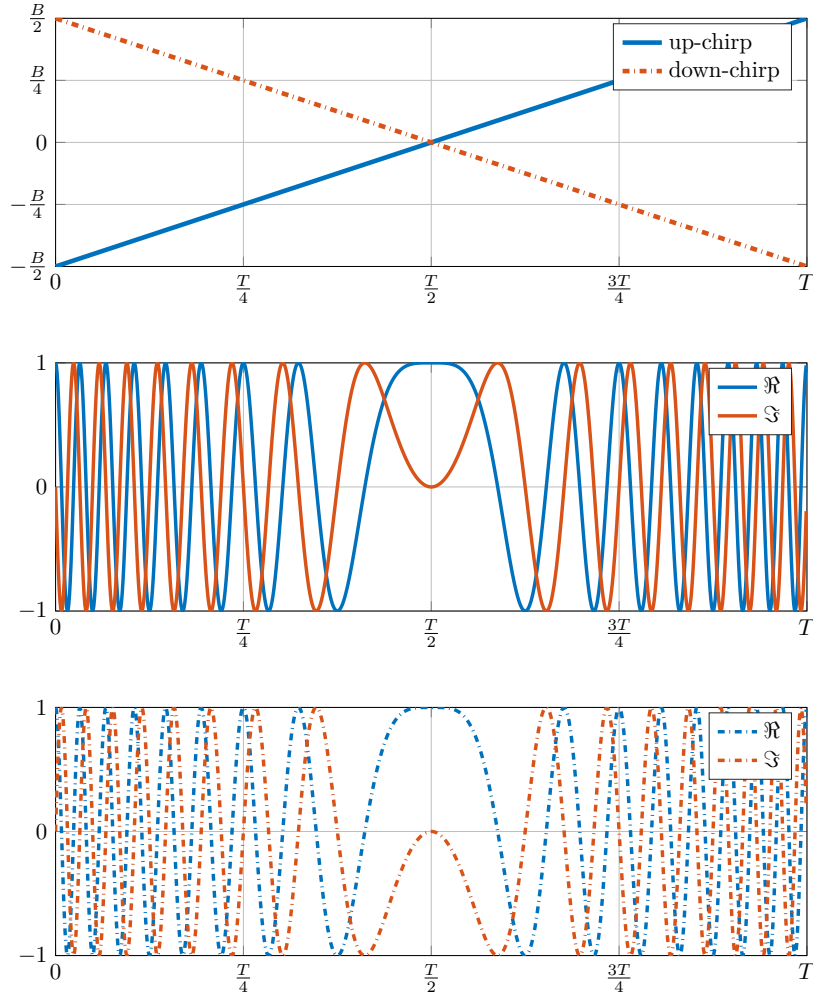 B/2
up-chirp
down-chirp
B/4
0
−B/4
−B/2
0 T/4 T/2 3T/4 T
1
ℜ
ℑ
0
−1
0 T/4 T/2 3T/4 T
1
ℜ
ℑ
0
−1
0 T/4 T/2 3T/4 T